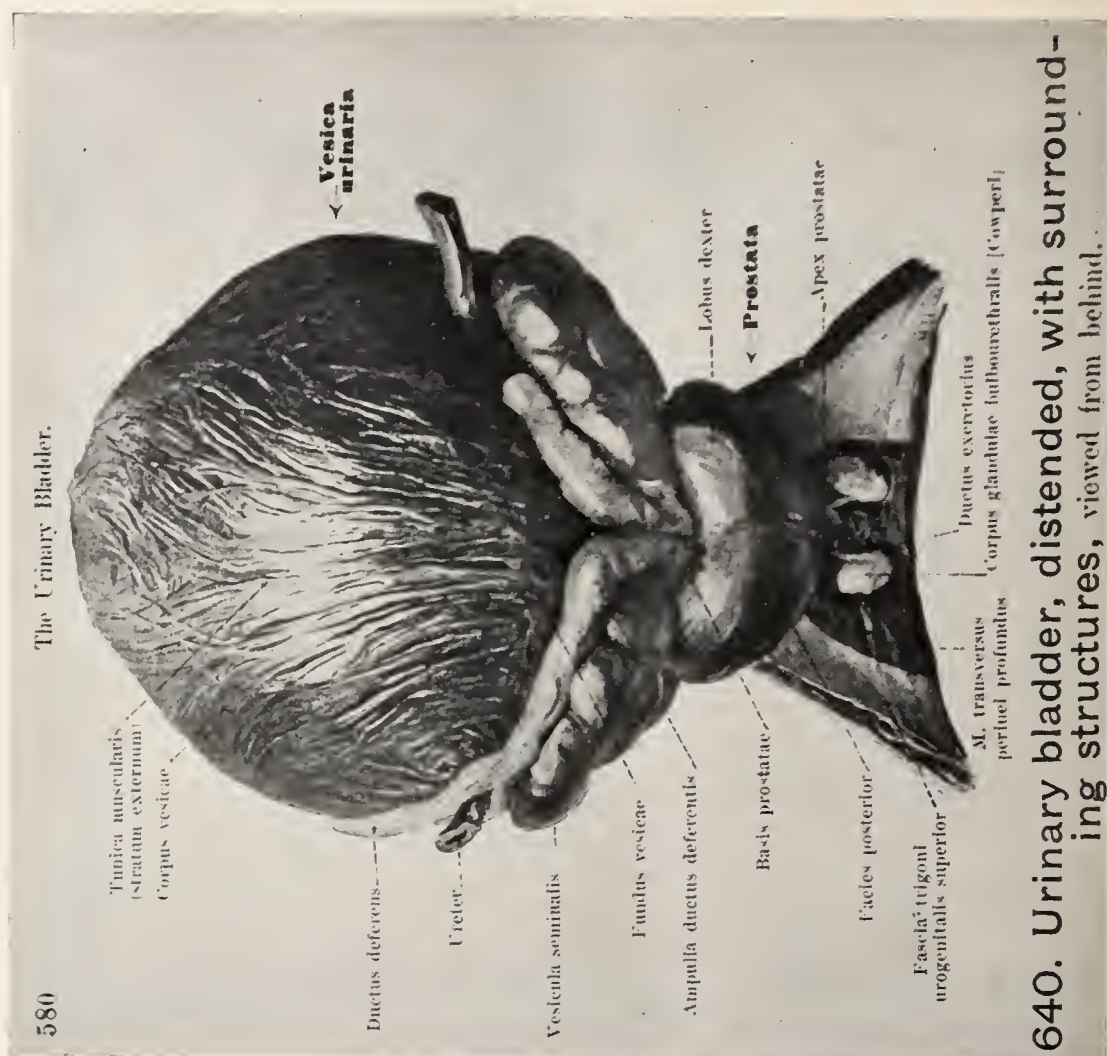 580
The Urinary Bladder.
Tunica muscularis
(stratum externum)
Corpus vesicae
Vesica
urinaria
Ductus deferens
Ureter
Vesicula seminalis
Fundus vesicae
Ampulla ductus deferentis
Basis prostatae
Facies posterior
Fascia trigoni
urogenitalis superior
M. transversus
perinei profundus
Corpus glandulae bulbourethralis [Cowperi]
Ductus excretorius
Lobus dexter
Prostata
Apex prostatae
640. Urinary bladder, distended, with surround-
ing structures, viewed from behind.